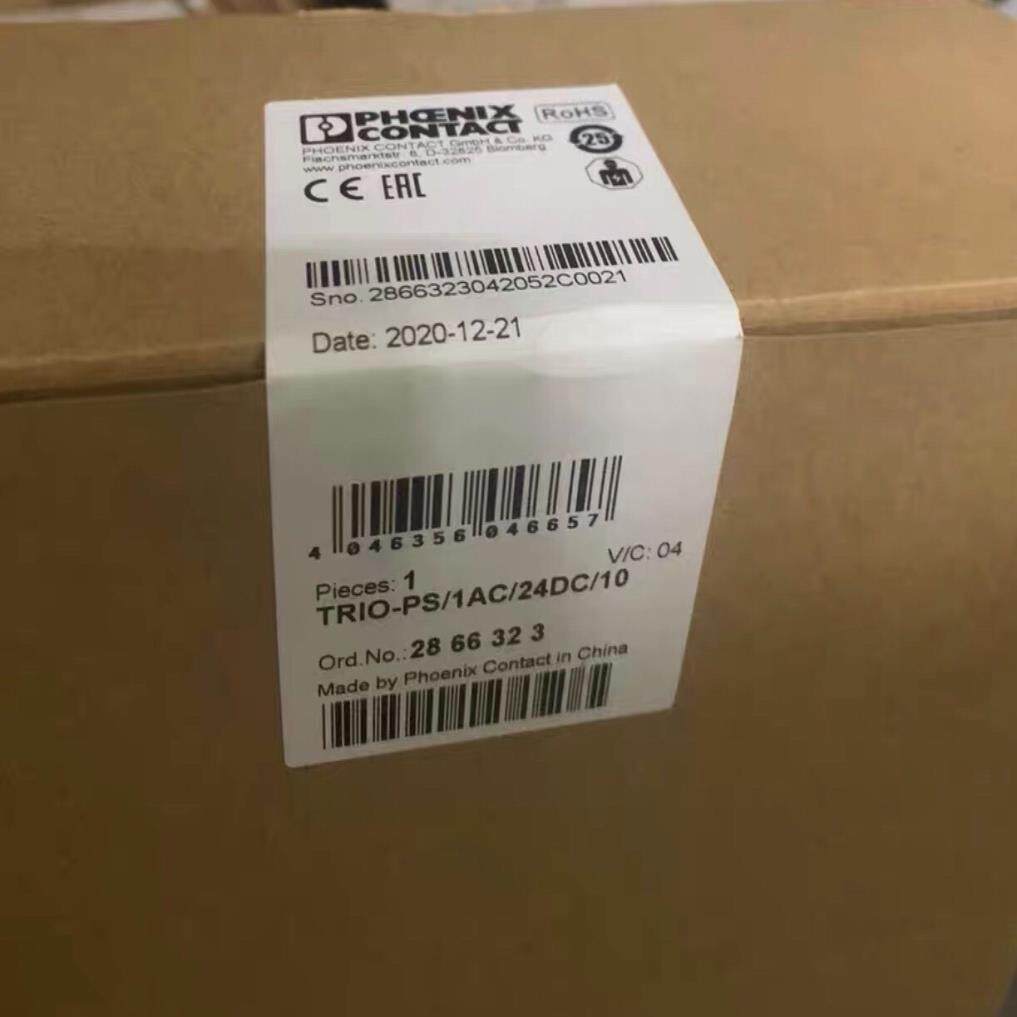 PHŒNIX
CONTACT
RoHS
25
PHOENIX CONTACT GmbH & Co. KG
Flachsmarktstr. 8, D-32825 Blomberg
www.phoenixcontact.com
CE EAC
Sno. 2866323042052C0021
Date: 2020-12-21
4 046356 046657
V/C: 04
Pieces: 1
TRIO-PS/1AC/24DC/10
Ord.No.: 28 66 32 3
Made by Phoenix Contact in China